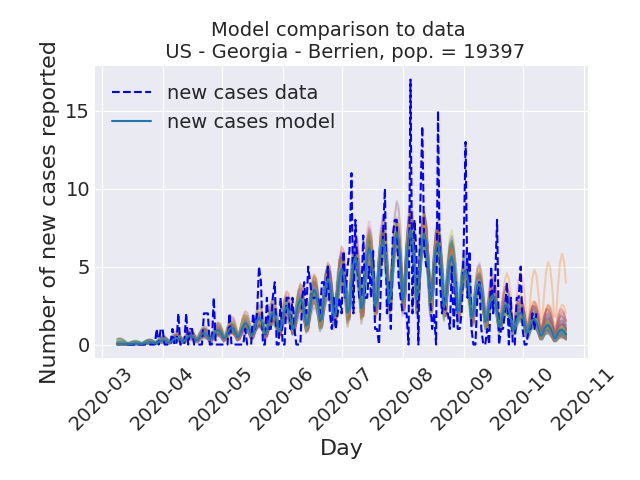 Model comparison to data
US - Georgia - Berrien, pop. = 19397
new cases data
new cases model
Number of new cases reported
15
10
5
0
2020-03
2020-04
2020-05
2020-06
2020-07
2020-08
2020-09
2020-10
2020-11
Day